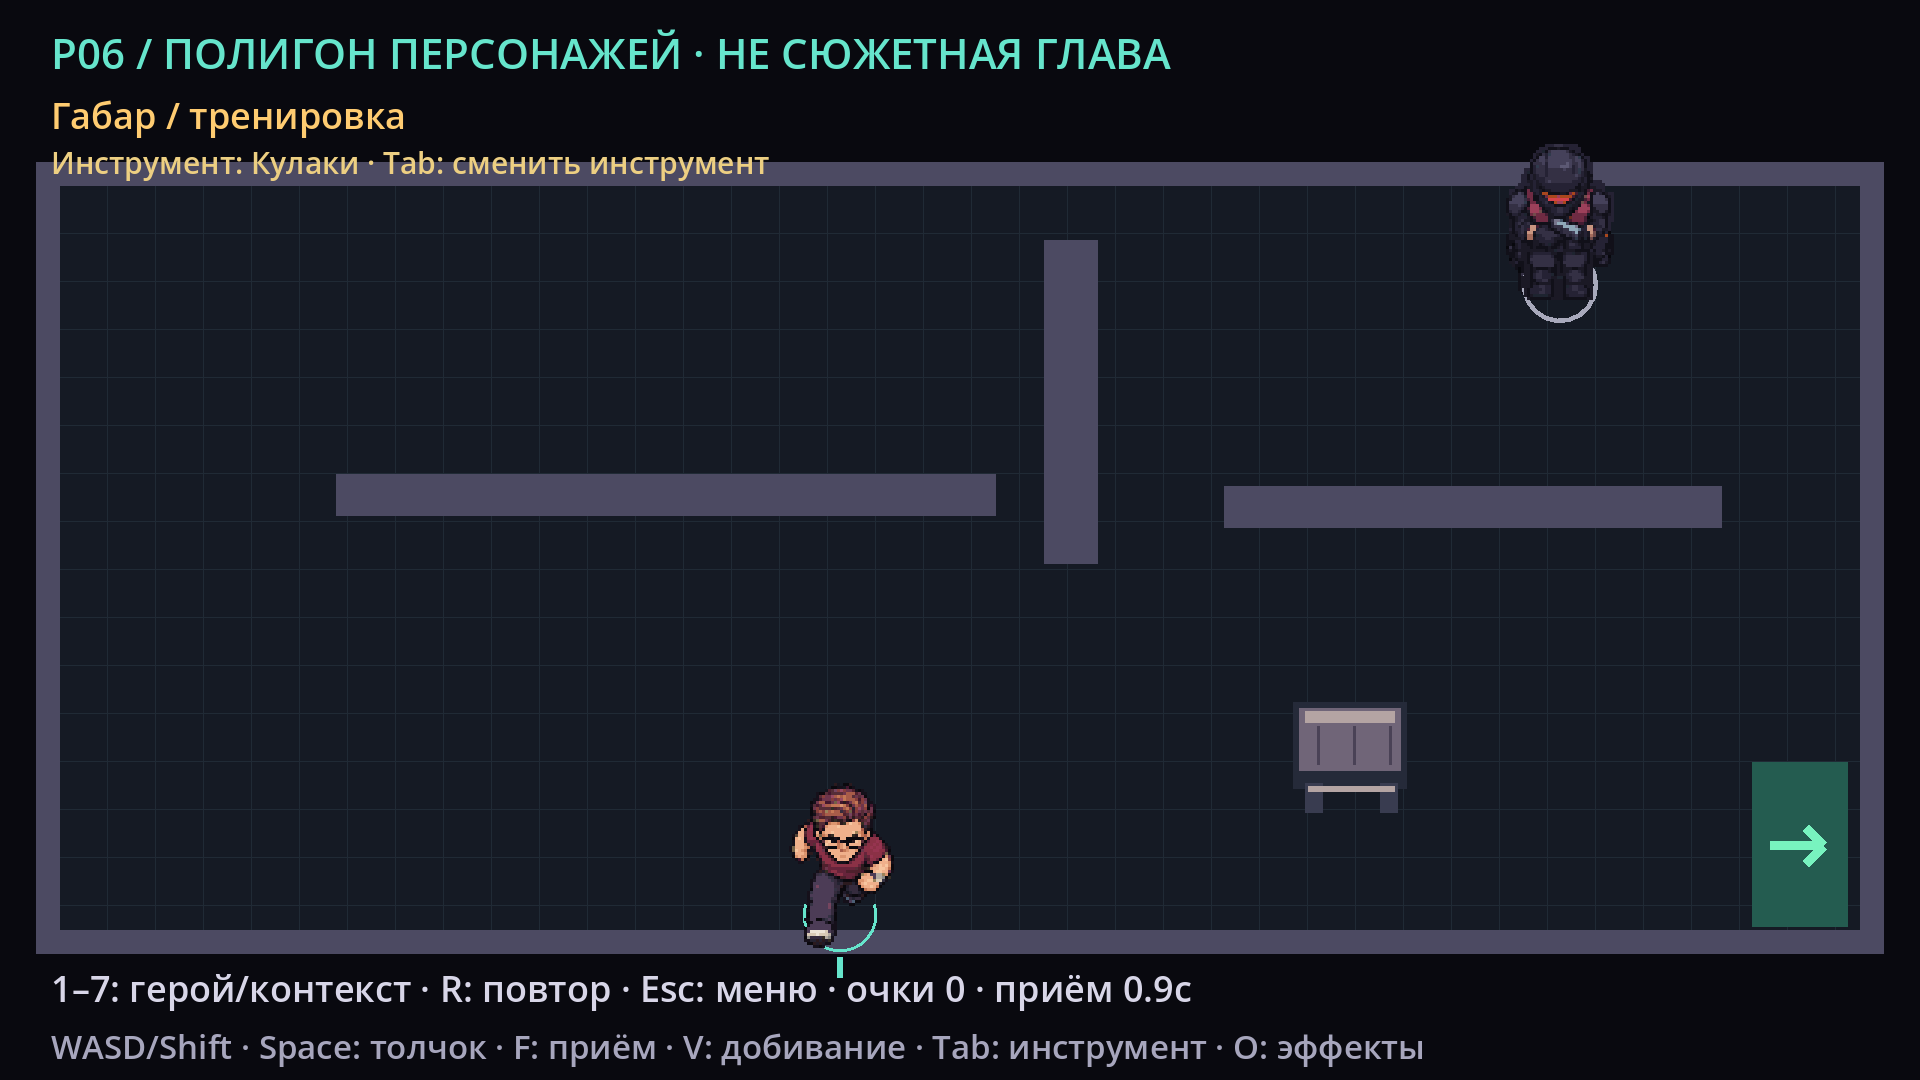 P06 / ПОЛИГОН ПЕРСОНАЖЕЙ · НЕ СЮЖЕТНАЯ ГЛАВА
Габар / тренировка
Инструмент: Кулаки · Tab: сменить инструмент
1–7: герой/контекст · R: повтор · Esc: меню · очки 0 · приём 0.9с
WASD/Shift · Space: толчок · F: приём · V: добивание · Tab: инструмент · O: эффекты